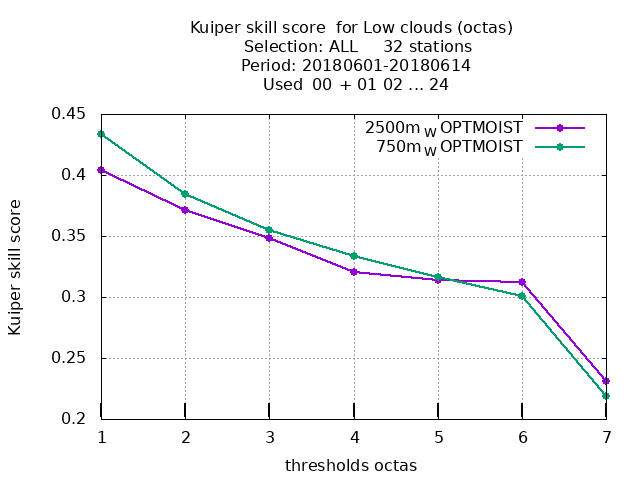 Kuiper skill score  for Low clouds (octas)
Selection: ALL     32 stations
Period: 20180601-20180614
Used  00  + 01 02 ... 24
2500m W OPTMOIST
750m W OPTMOIST
0.45
0.4
0.35
0.3
0.25
0.2
Kuiper skill score
1 2 3 4 5 6 7
thresholds octas